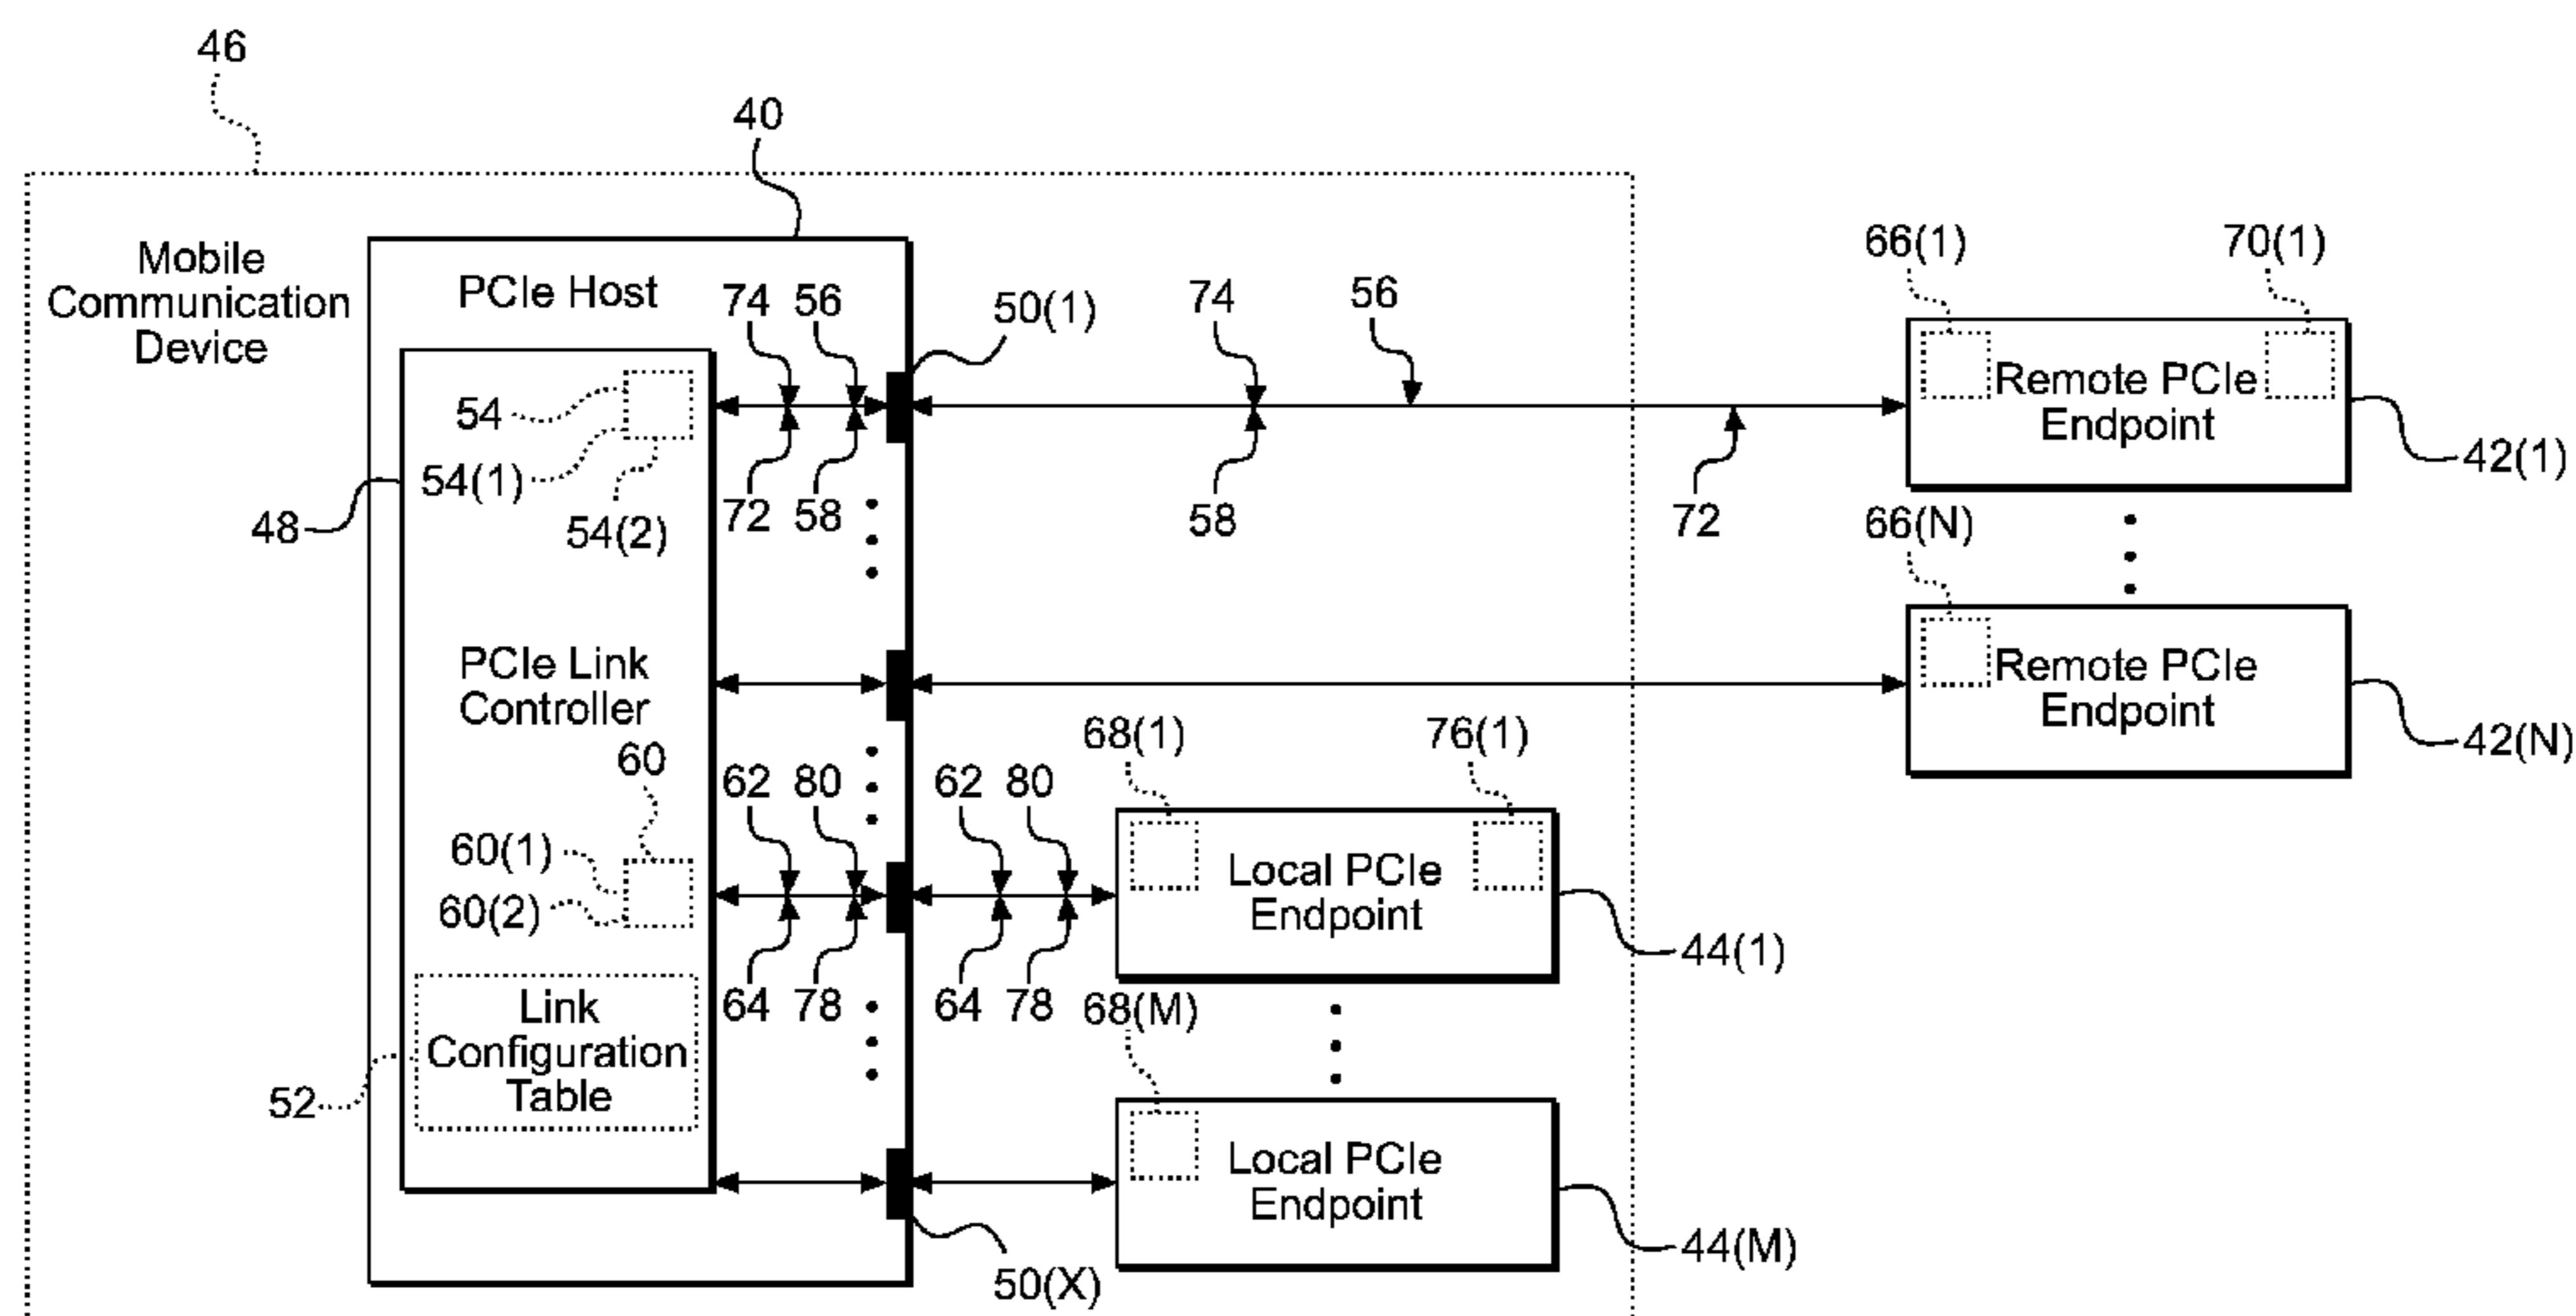 46
40
Mobile
Communication
Device
PCIe Host
74
56
50(1)
74
56
66(1)
70(1)
54
54(1)
54(2)
72
58
58
72
Remote PCIe
Endpoint
42(1)
48
66(N)
PCIe Link
Controller
Remote PCIe
Endpoint
42(N)
60
62
80
62
80
68(1)
76(1)
60(1)
60(2)
Local PCIe
Endpoint
44(1)
64
78
64
78
68(M)
Link
Configuration
Table
52
Local PCIe
Endpoint
44(M)
50(X)